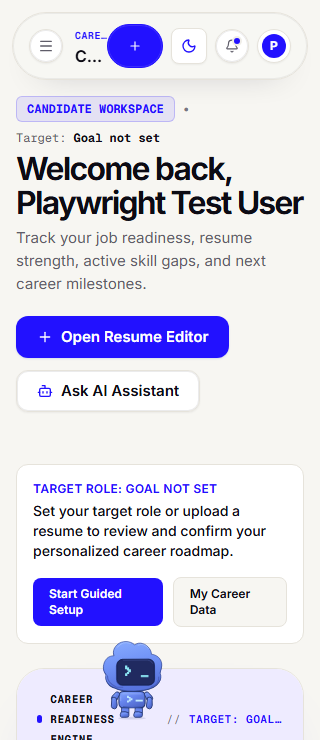 CARE…
C…
P
CANDIDATE WORKSPACE •
Target: Goal not set
Welcome back,
Playwright Test User
Track your job readiness, resume
strength, active skill gaps, and next
career milestones.
+ Open Resume Editor
Ask AI Assistant
TARGET ROLE: GOAL NOT SET
Set your target role or upload a
resume to review and confirm your
personalized career roadmap.
Start Guided
Setup
My Career
Data
CAREER
READINESS // TARGET: GOAL…
ENGINE